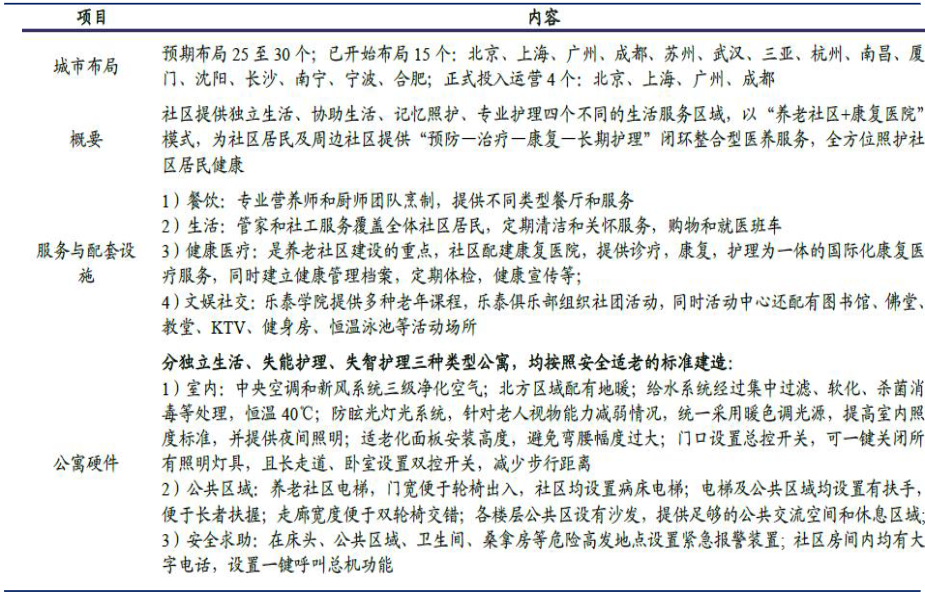 项目 内容
城市布局 预期布局 25 至 30 个；已开始布局 15 个：北京、上海、广州、成都、苏州、武汉、三亚、杭州、南昌、厦
门、沈阳、长沙、南宁、宁波、合肥；正式投入运营 4 个：北京、上海、广州、成都
社区提供独立生活、协助生活、记忆照护、专业护理四个不同的生活服务区域，以“养老社区+康复医院”
概要 模式，为社区居民及周边社区提供“预防—治疗—康复—长期护理”闭环整合型医养服务，全方位照护社
区居民健康
1）餐饮：专业营养师和厨师团队烹制，提供不同类型餐厅和服务
2）生活：管家和社工服务覆盖全体社区居民，定期清洁和关怀服务，购物和就医班车
服务与配套设 3）健康医疗：是养老社区建设的重点，社区配建康复医院，提供诊疗，康复，护理为一体的国际化康复医
施 疗服务，同时建立健康管理档案，定期体检，健康宣传等；
4）文娱社交：乐泰学院提供多种老年课程，乐泰俱乐部组织社团活动，同时活动中心还配有图书馆、佛堂、
教堂、KTV、健身房、恒温泳池等活动场所
分独立生活、失能护理、失智护理三种类型公寓，均按照安全适老的标准建造：
1）室内：中央空调和新风系统三级净化空气；北方区域配有地暖；给水系统经过集中过滤、软化、杀菌消
毒等处理，恒温 40℃；防眩光灯光系统，针对老人视物能力减弱情况，统一采用暖色调光源，提高室内照
度标准，并提供夜间照明；适老化面板安装高度，避免弯腰幅度过大；门口设置总控开关，可一键关闭所
公寓硬件 有照明灯具，且长走道、卧室设置双控开关，减少步行距离
2）公共区域：养老社区电梯，门宽便于轮椅出入，社区均设置病床电梯；电梯及公共区域均设置有扶手，
便于长者扶握；走廊宽度便于双轮椅交错；各楼层公共区设有沙发，提供足够的公共交流空间和休息区域;
3）安全求助：在床头、公共区域、卫生间、桑拿房等危险高发地点设置紧急报警装置；社区房间内均有大
字电话，设置一键呼叫总机功能